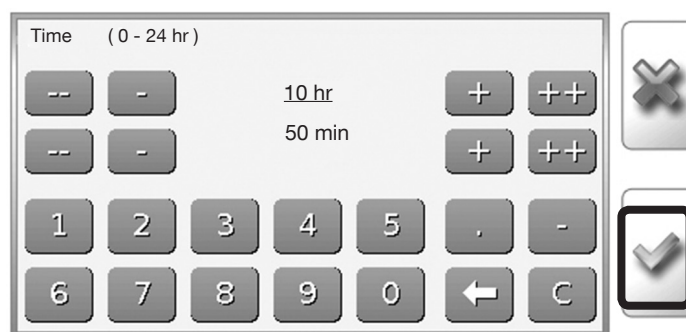 Time ( 0 - 24 hr )
-- - 10 hr + ++
-- - 50 min + ++
1 2 3 4 5 . -
6 7 8 9 0 C